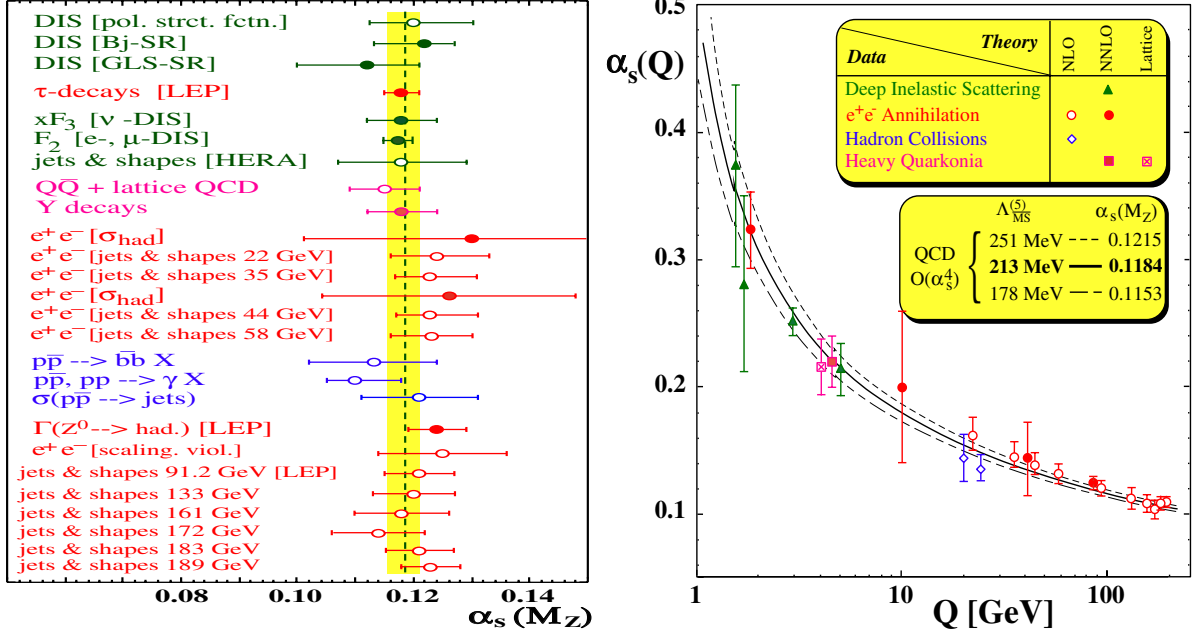 DIS [pol. strct. fctn.]
DIS [Bj-SR]
DIS [GLS-SR]
τ-decays [LEP]
xF₃ [ν -DIS]
F₂ [e-, μ-DIS]
jets & shapes [HERA]
QQ̅ + lattice QCD
Υ decays
e⁺e⁻[σhad]
e⁺e⁻[jets & shapes 22 GeV]
e⁺e⁻[jets & shapes 35 GeV]
e⁺e⁻[σhad]
e⁺e⁻[jets & shapes 44 GeV]
e⁺e⁻[jets & shapes 58 GeV]
pp̅ --> bb̅ X
pp̅, pp --> γ X
σ(pp̅ --> jets)
Γ(Z⁰--> had.) [LEP]
e⁺e⁻[scaling. viol.]
jets & shapes 91.2 GeV [LEP]
jets & shapes 133 GeV
jets & shapes 161 GeV
jets & shapes 172 GeV
jets & shapes 183 GeV
jets & shapes 189 GeV
0.08 0.10 0.12 0.14
αs (MZ)
αs(Q)
0.5
0.4
0.3
0.2
0.1
1 10 100
Q [GeV]
Theory
Data
NLO
NNLO
Lattice
Deep Inelastic Scattering
e⁺e⁻ Annihilation
Hadron Collisions
Heavy Quarkonia
Λ(5)MS̅ αs(MZ)
QCD
O(αs⁴)
251 MeV 0.1215
213 MeV 0.1184
178 MeV 0.1153